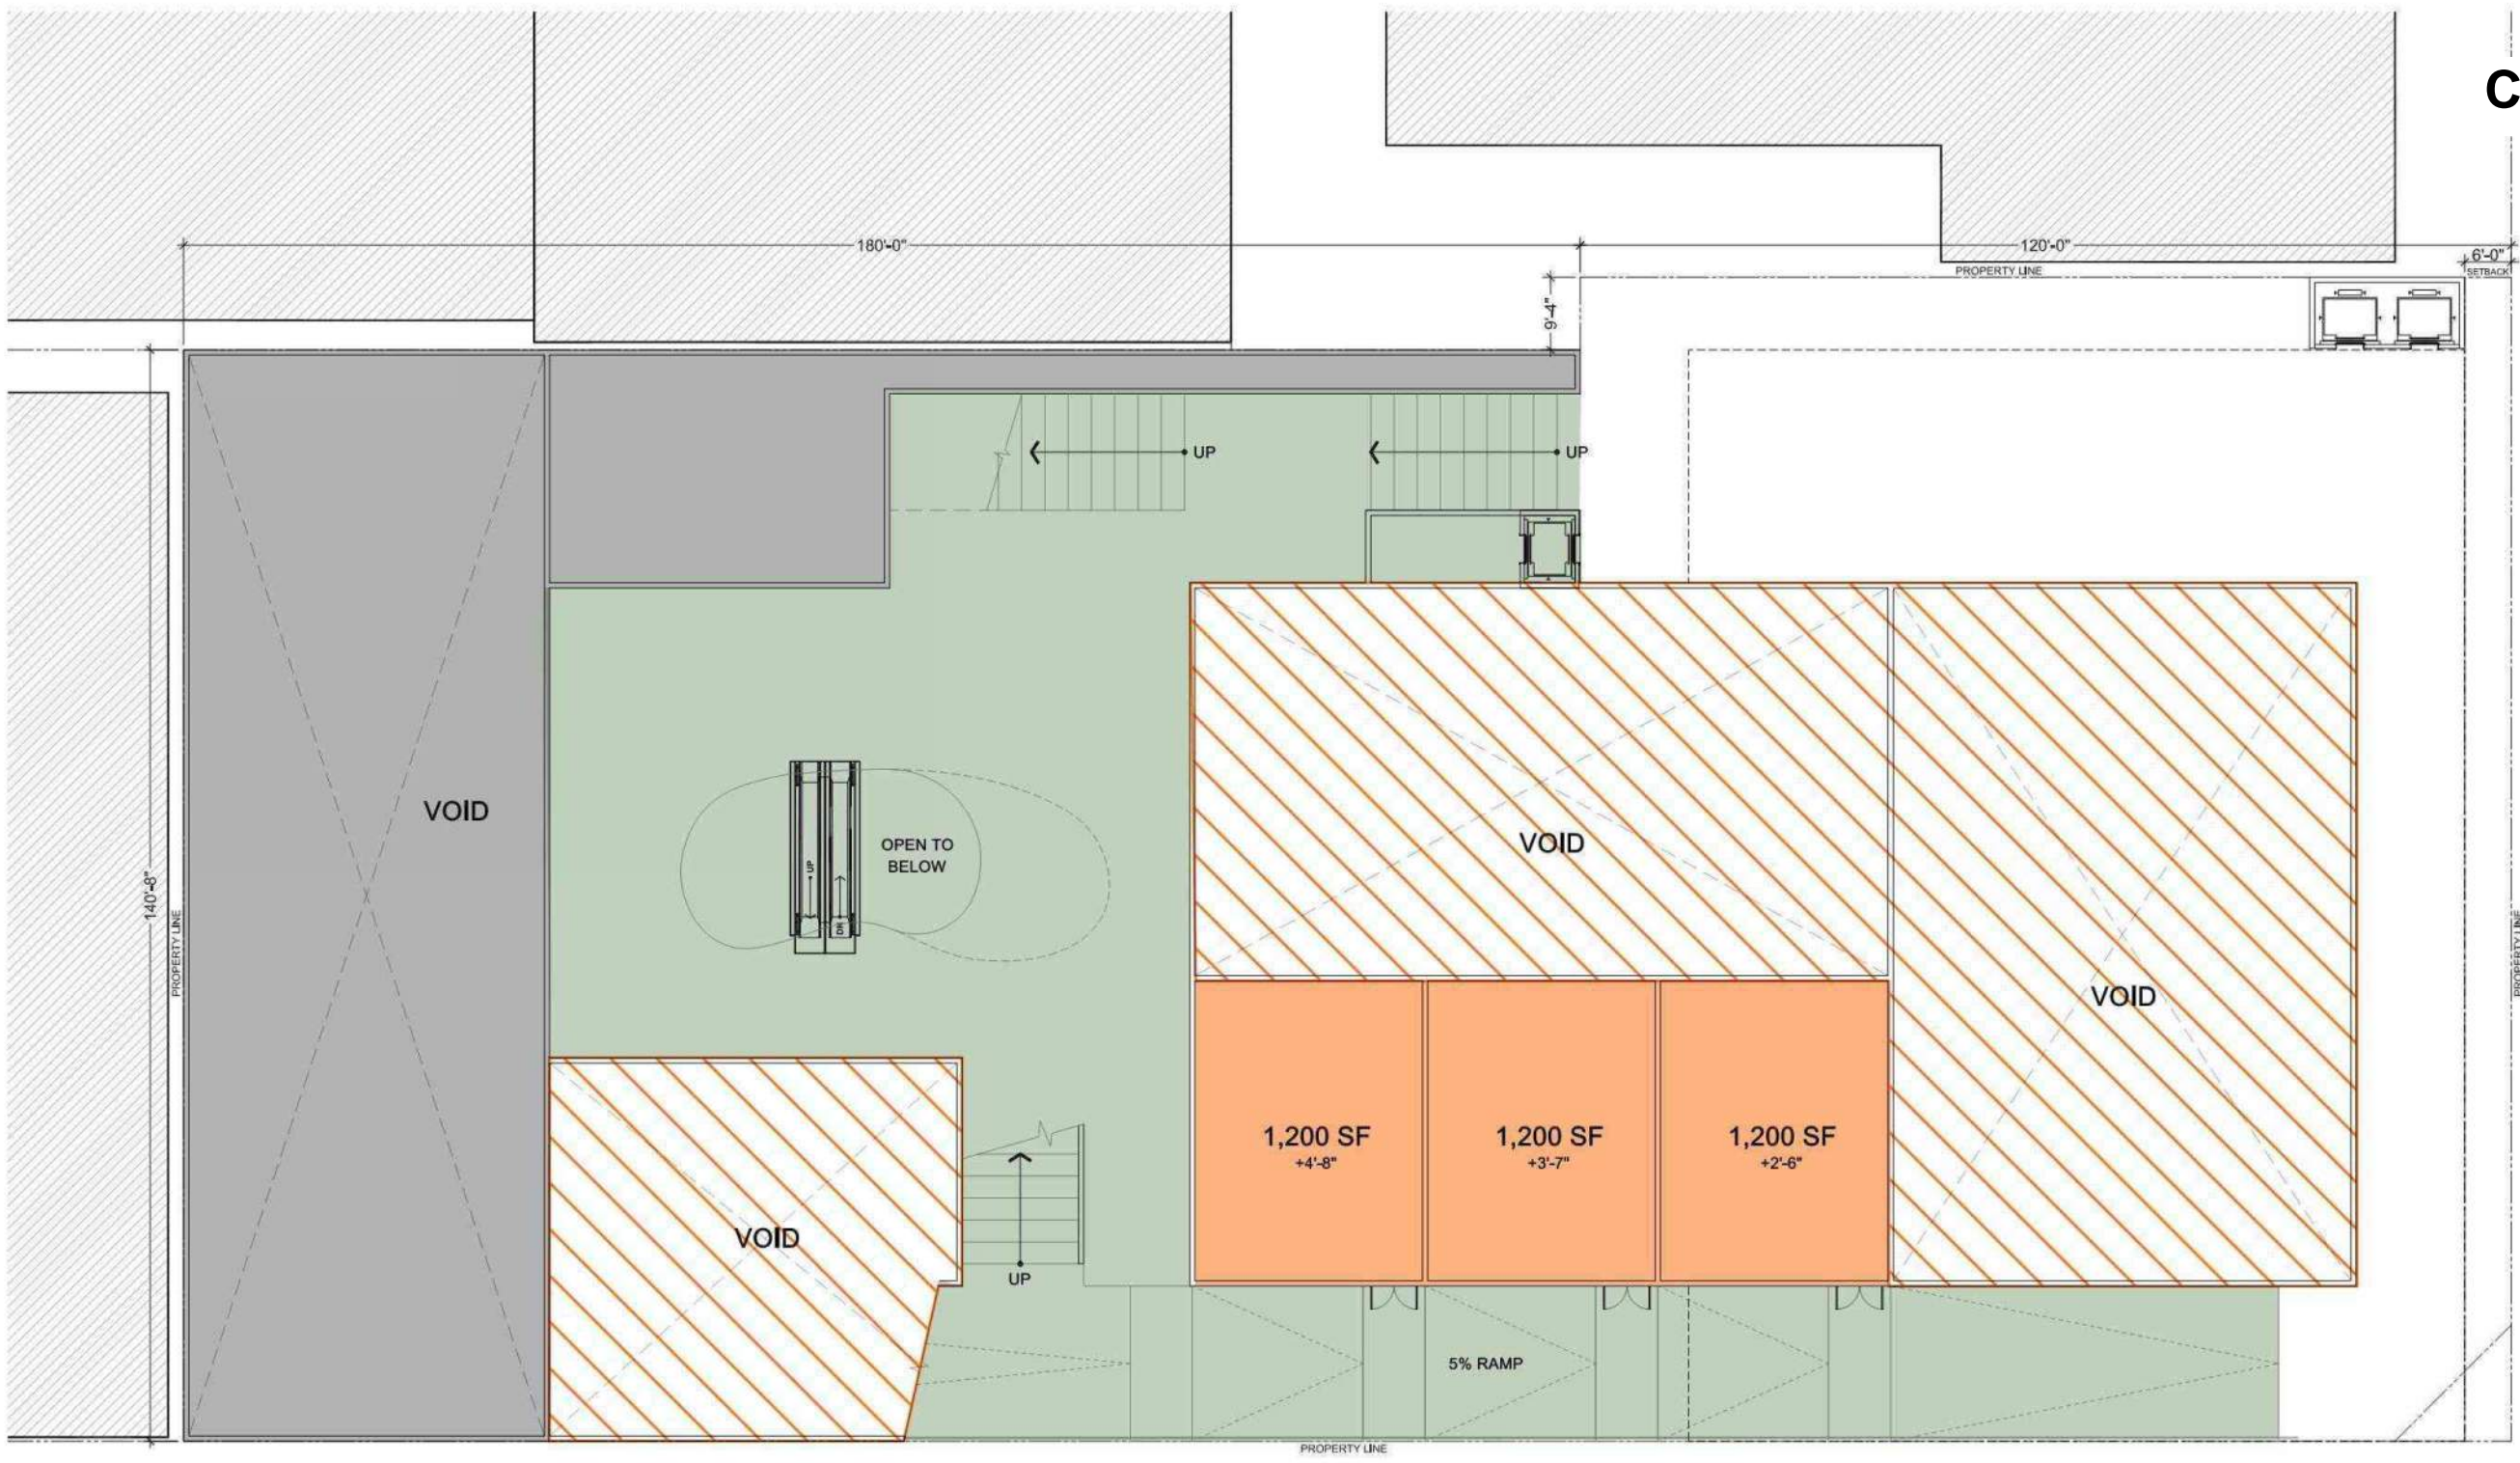 C
180'-0"
120'-0"
6'-0"
SETBACK
PROPERTY LINE
9'-4"
UP
UP
VOID
OPEN TO
BELOW
UP
DN
VOID
140'-8"
PROPERTY LINE
PROPERTY LINE
VOID
1,200 SF
+4'-8"
1,200 SF
+3'-7"
1,200 SF
+2'-6"
VOID
UP
5% RAMP
PROPERTY LINE